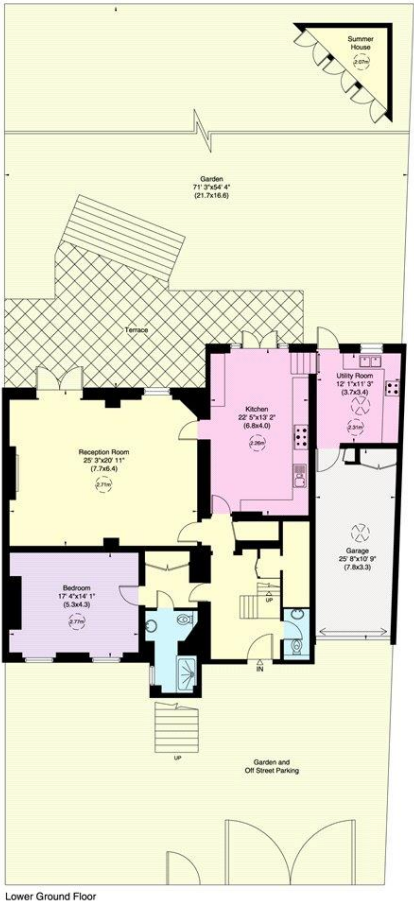 Summer
House
2.07m
Garden
71' 3"x54' 4"
(21.7x16.6)
Terrace
Utility Room
12' 1"x11' 3"
(3.7x3.4)
2.31m
Kitchen
22' 5"x13' 2"
(6.8x4.0)
2.26m
Reception Room
25' 3"x20' 11"
(7.7x6.4)
2.71m
Garage
25' 8"x10' 9"
(7.8x3.3)
Bedroom
17' 4"x14' 1"
(5.3x4.3)
2.77m
UP
IN
UP
Garden and
Off Street Parking
Lower Ground Floor